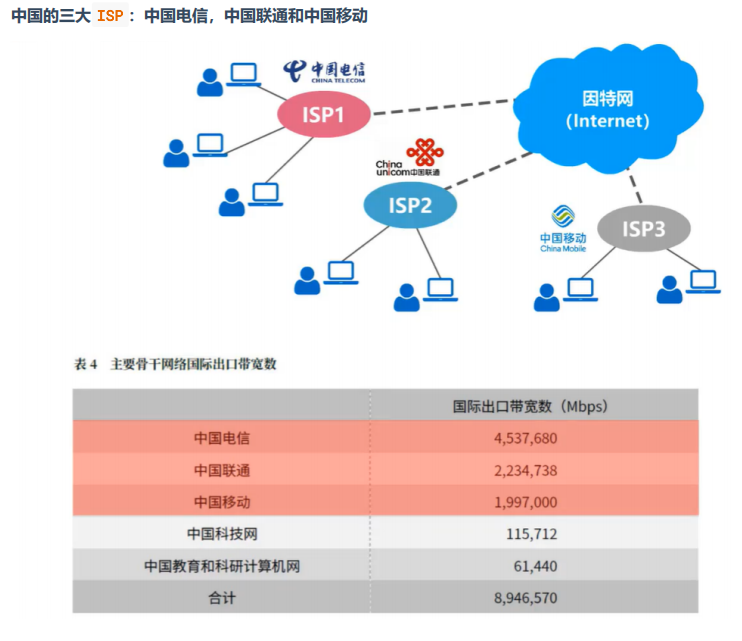 中国的三大 ISP ：中国电信，中国联通和中国移动
中国电信
CHINA TELECOM
ISP1
因特网
（Internet）
China
unicom中国联通
ISP2
中国移动
China Mobile
ISP3
表 4 主要骨干网络国际出口带宽数
国际出口带宽数（Mbps）
中国电信 4,537,680
中国联通 2,234,738
中国移动 1,997,000
中国科技网 115,712
中国教育和科研计算机网 61,440
合计 8,946,570